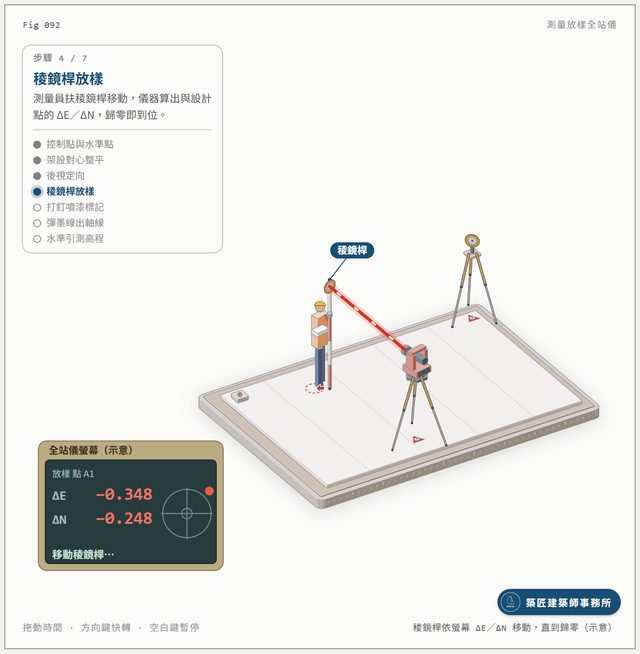 Fig 092
測量放樣全站儀
步驟 4 / 7
稜鏡桿放樣
測量員扶稜鏡桿移動，儀器算出與設計
點的 ΔE／ΔN，歸零即到位。
控制點與水準點
架設對心整平
後視定向
稜鏡桿放樣
打釘噴漆標記
彈墨線出軸線
水準引測高程
稜鏡桿
全站儀螢幕（示意）
放樣 點 A1
ΔE −0.348
ΔN −0.248
移動稜鏡桿…
築匠建築師事務所
拖動時間 · 方向鍵快轉 · 空白鍵暫停
稜鏡桿依螢幕 ΔE／ΔN 移動，直到歸零（示意）